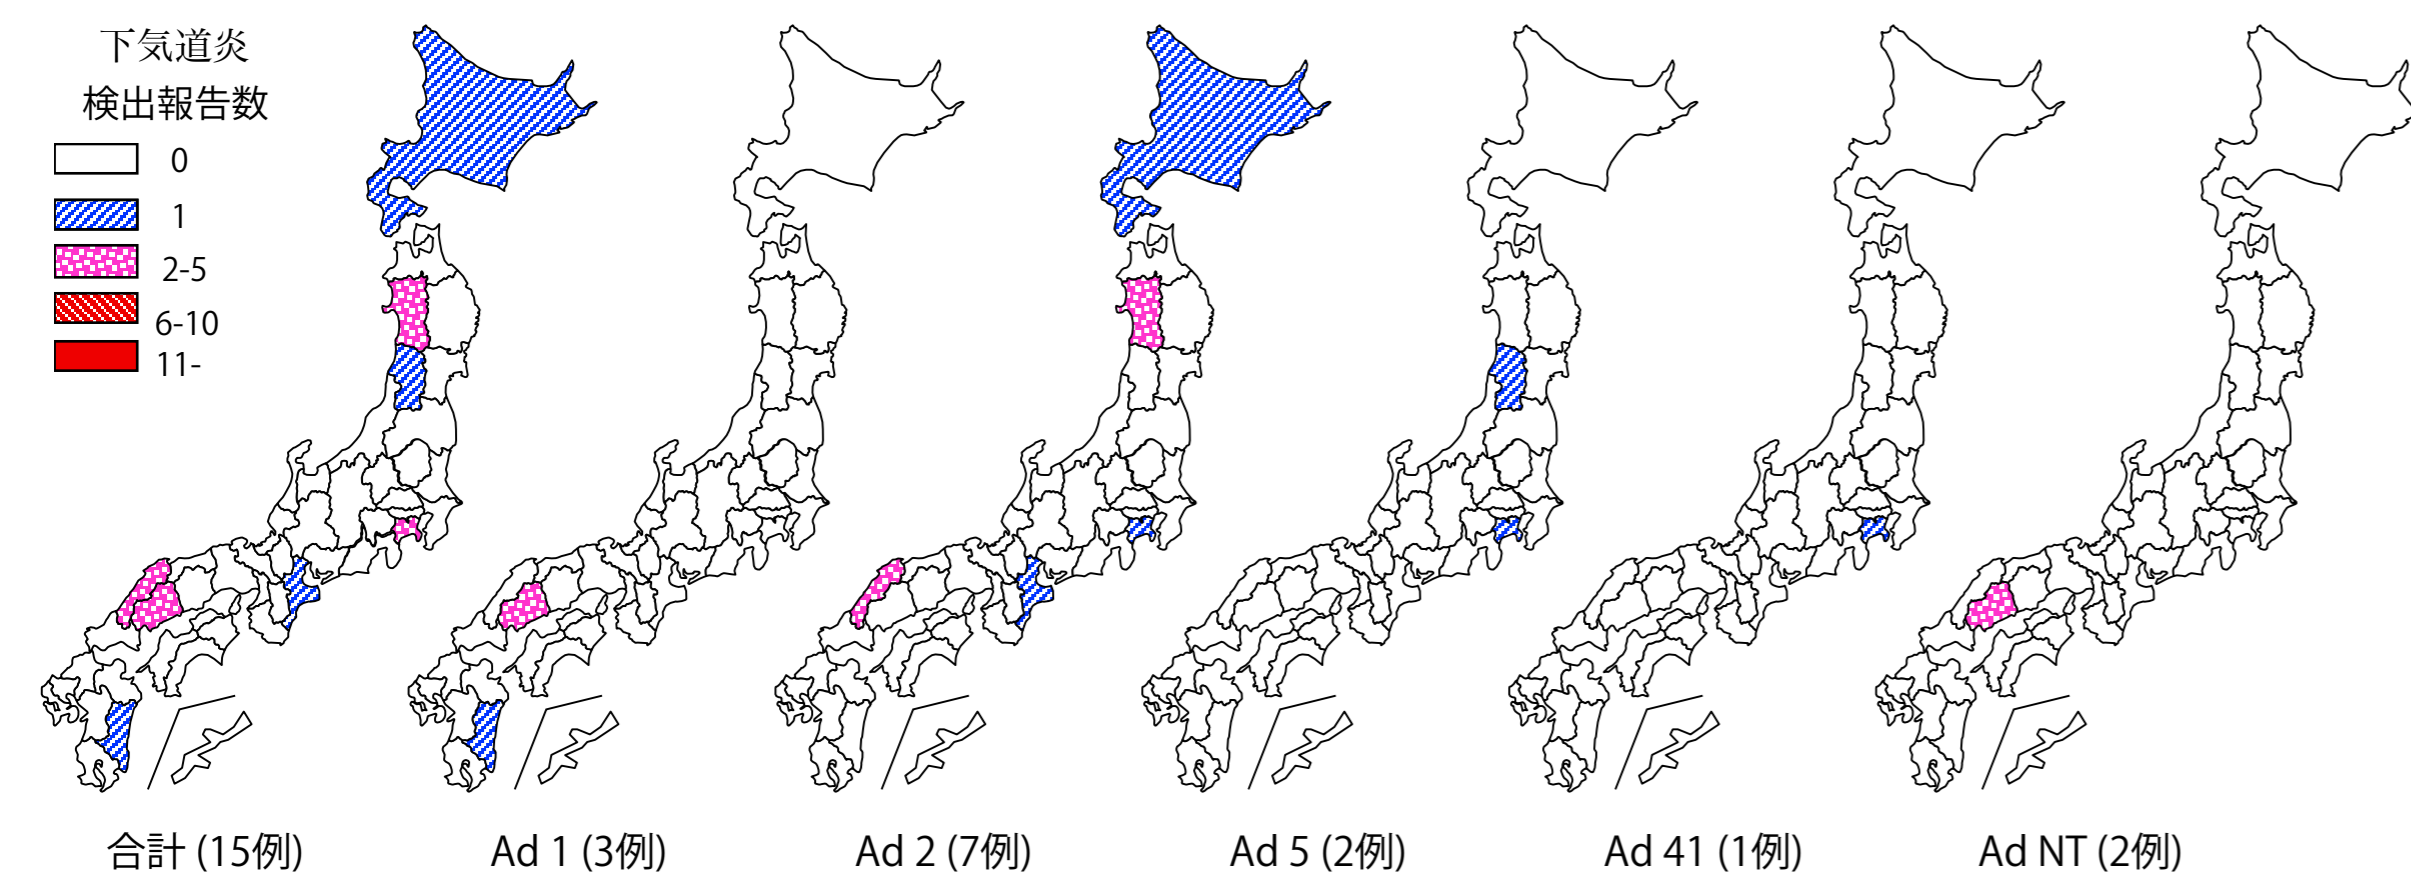 下気道炎
検出報告数
0
1
2-5
6-10
11-
合計 (15例)
Ad 1 (3例)
Ad 2 (7例)
Ad 5 (2例)
Ad 41 (1例)
Ad NT (2例)